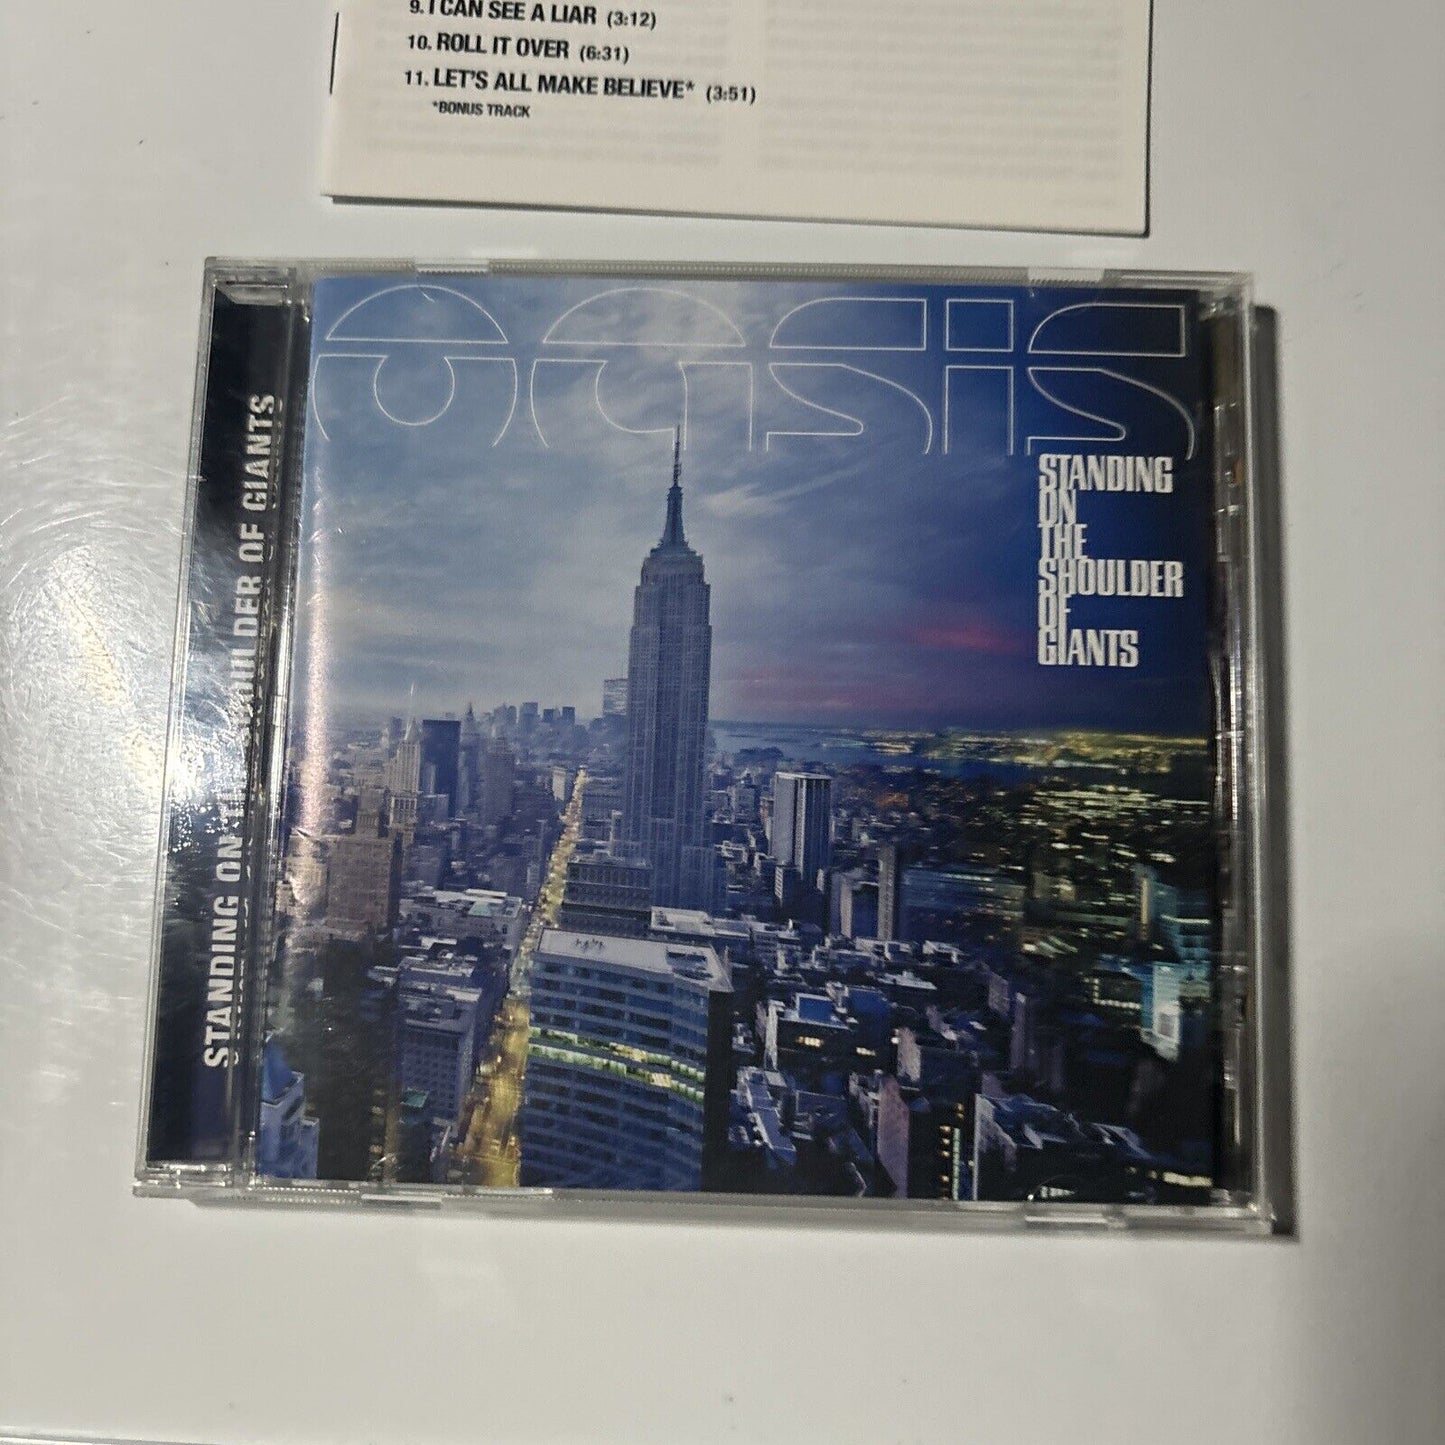 9. I CAN SEE A LIAR (3:12)
10. ROLL IT OVER (6:31)
11. LET'S ALL MAKE BELIEVE* (3:51)
*BONUS TRACK
oasis
STANDING
ON
THE
SHOULDER
OF
GIANTS
STANDING ON THE SHOULDER OF GIANTS